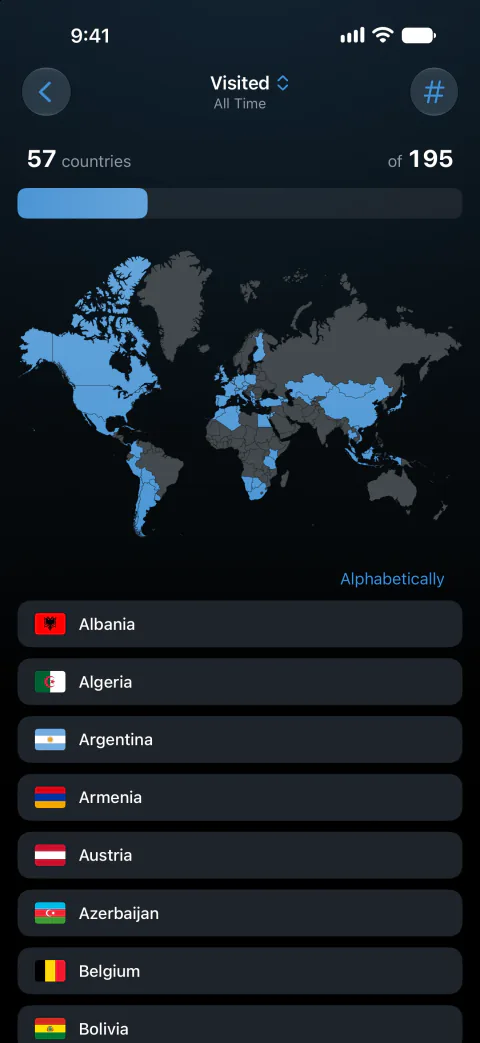 9:41
Visited
All Time
#
57 countries
of 195
Alphabetically
Albania
Algeria
Argentina
Armenia
Austria
Azerbaijan
Belgium
Bolivia